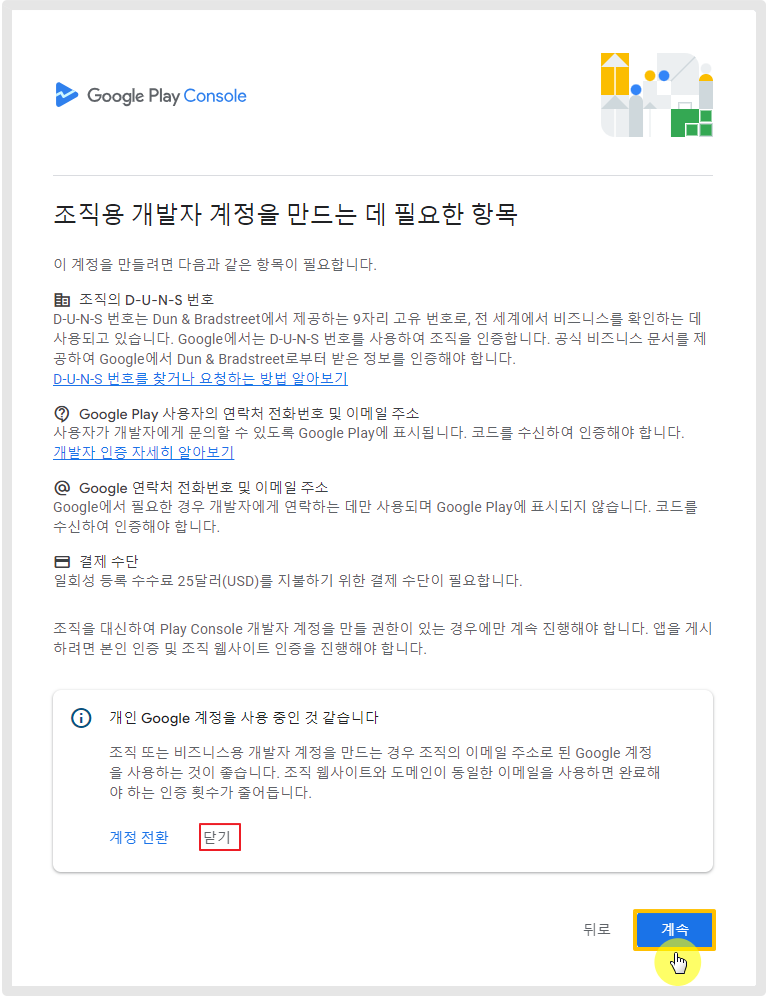 Google Play Console
조직용 개발자 계정을 만드는 데 필요한 항목
이 계정을 만들려면 다음과 같은 항목이 필요합니다.
조직의 D-U-N-S 번호
D-U-N-S 번호는 Dun & Bradstreet에서 제공하는 9자리 고유 번호로, 전 세계에서 비즈니스를 확인하는 데
사용되고 있습니다. Google에서는 D-U-N-S 번호를 사용하여 조직을 인증합니다. 공식 비즈니스 문서를 제
공하여 Google에서 Dun & Bradstreet로부터 받은 정보를 인증해야 합니다.
D-U-N-S 번호를 찾거나 요청하는 방법 알아보기
Google Play 사용자의 연락처 전화번호 및 이메일 주소
사용자가 개발자에게 문의할 수 있도록 Google Play에 표시됩니다. 코드를 수신하여 인증해야 합니다.
개발자 인증 자세히 알아보기
Google 연락처 전화번호 및 이메일 주소
Google에서 필요한 경우 개발자에게 연락하는 데만 사용되며 Google Play에 표시되지 않습니다. 코드를
수신하여 인증해야 합니다.
결제 수단
일회성 등록 수수료 25달러(USD)를 지불하기 위한 결제 수단이 필요합니다.
조직을 대신하여 Play Console 개발자 계정을 만들 권한이 있는 경우에만 계속 진행해야 합니다. 앱을 게시
하려면 본인 인증 및 조직 웹사이트 인증을 진행해야 합니다.
개인 Google 계정을 사용 중인 것 같습니다
조직 또는 비즈니스용 개발자 계정을 만드는 경우 조직의 이메일 주소로 된 Google 계정
을 사용하는 것이 좋습니다. 조직 웹사이트와 도메인이 동일한 이메일을 사용하면 완료해
야 하는 인증 횟수가 줄어듭니다.
계정 전환 닫기
뒤로 계속